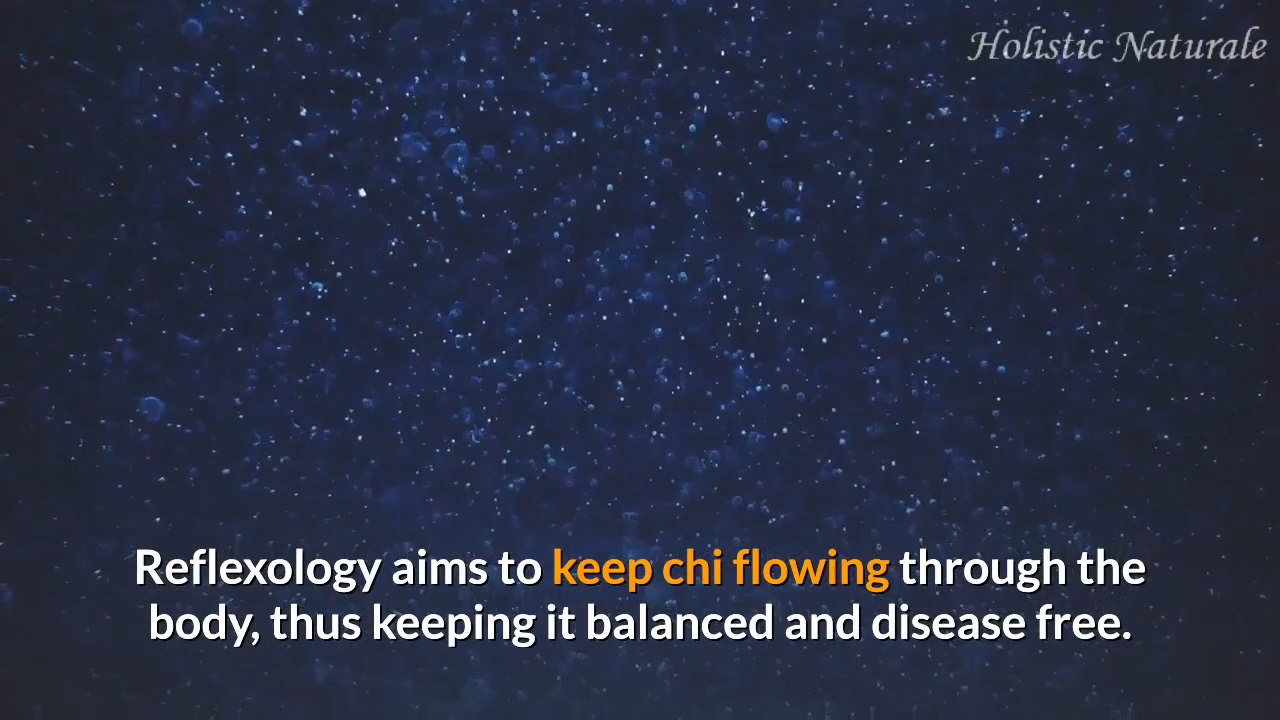 Holistic Naturale
Reflexology aims to keep chi flowing through the
body, thus keeping it balanced and disease free.